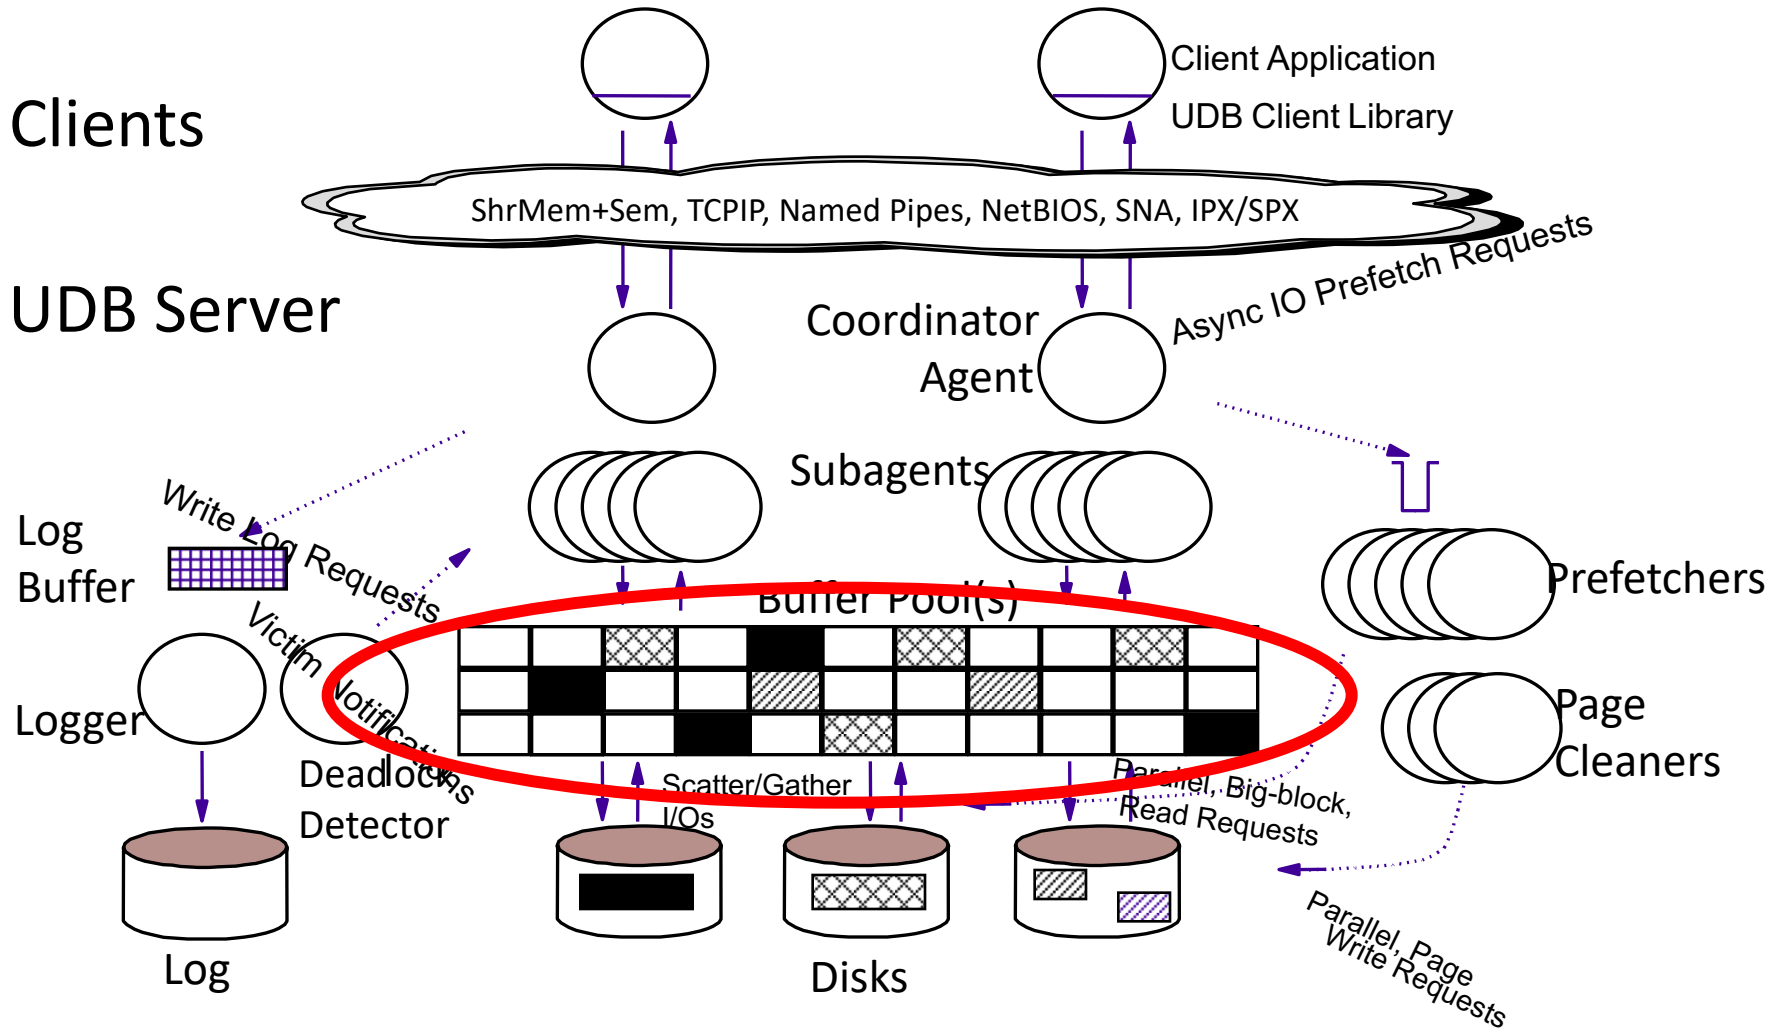 Client Application
Clients
UDB Client Library
ShrMem+Sem, TCPIP, Named Pipes, NetBIOS, SNA, IPX/SPX
UDB Server
Async IO Prefetch Requests
Coordinator
Agent
Subagents
Write Log Requests
Log
Buffer
Prefetchers
Buffer Pool(s)
Victim Notifications
Logger
Page
Cleaners
Deadlock
Detector
Scatter/Gather
I/Os
Parallel, Big-block,
Read Requests
Parallel, Page
Write Requests
Log
Disks